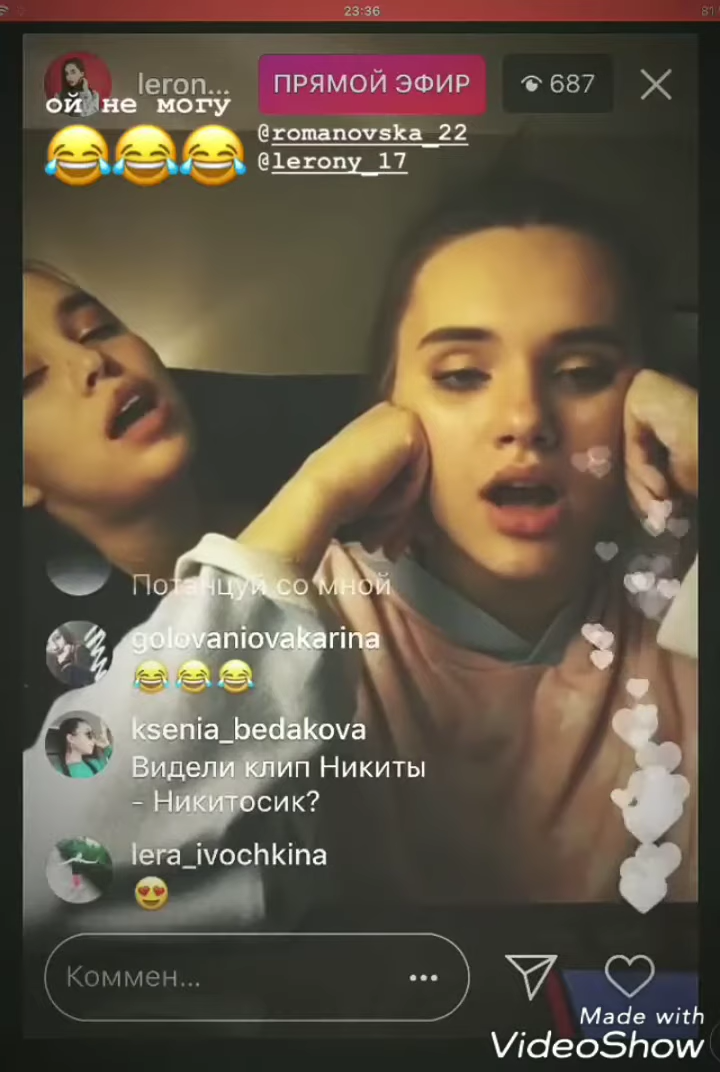 23:36
81
leron...
ПРЯМОЙ ЭФИР
687
ой не могу
😂😂😂
@romanovska_22
@lerony_17
Потанцуй со мной
golovaniovakarina
😂😂😂
ksenia_bedakova
Видели клип Никиты
- Никитосик?
lera_ivochkina
😍
Коммен...
Made with
VideoShow